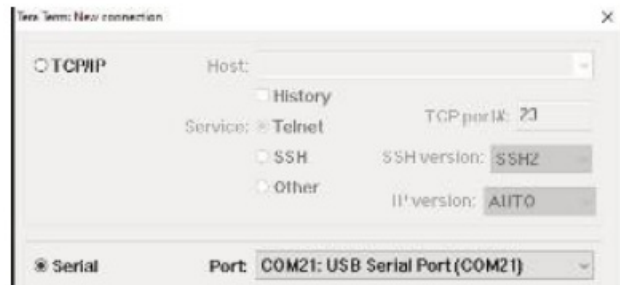 Tera Term: New connection
TCP/IP Host:
History
Service: Telnet TCP port#: 23
SSH SSH version: SSH2
Other IP version: AUTO
Serial Port: COM21: USB Serial Port (COM21)